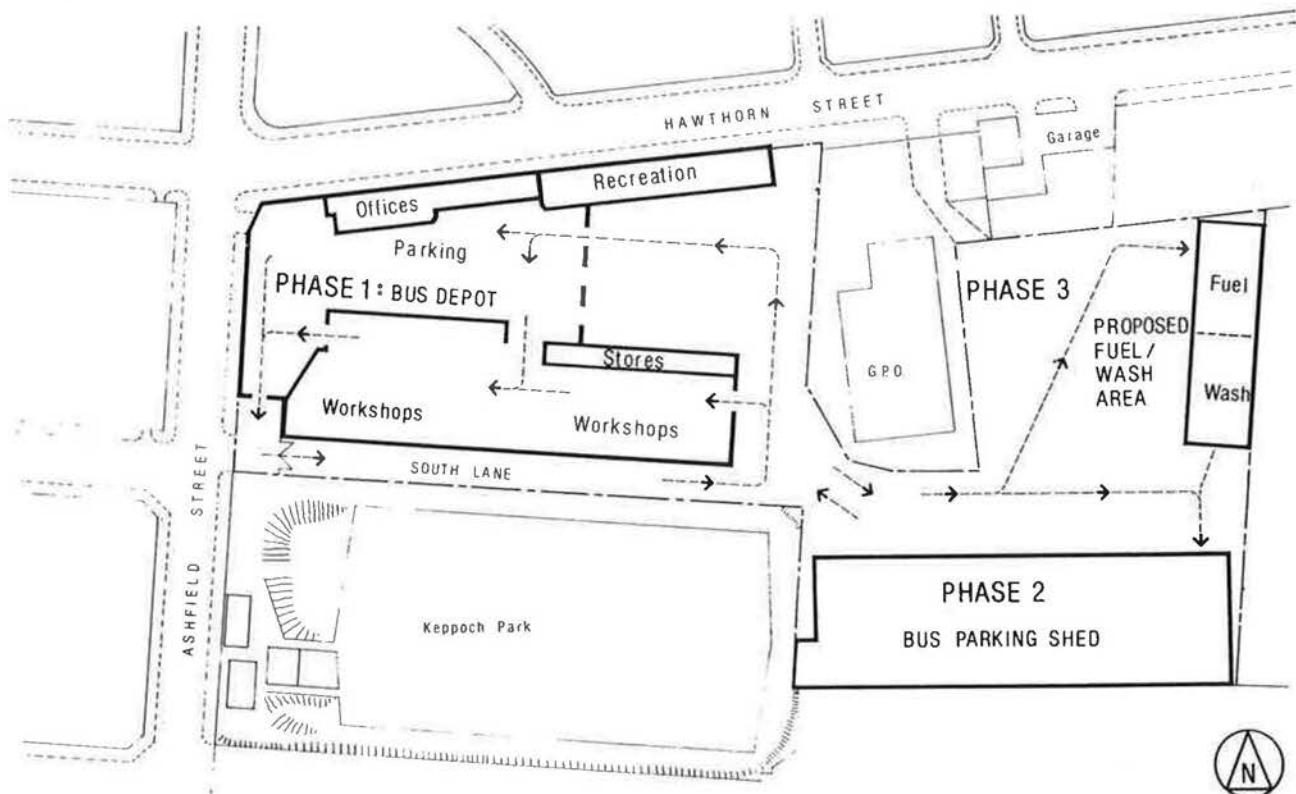 HAWTHORN STREET
Garage
Recreation
Offices
Parking
PHASE 1: BUS DEPOT
Stores
Workshops
Workshops
SOUTH LANE
ASHFIELD STREET
G.P.O.
PHASE 3
PROPOSED
FUEL/
WASH
AREA
Fuel
Wash
Keppoch Park
PHASE 2
BUS PARKING SHED
N